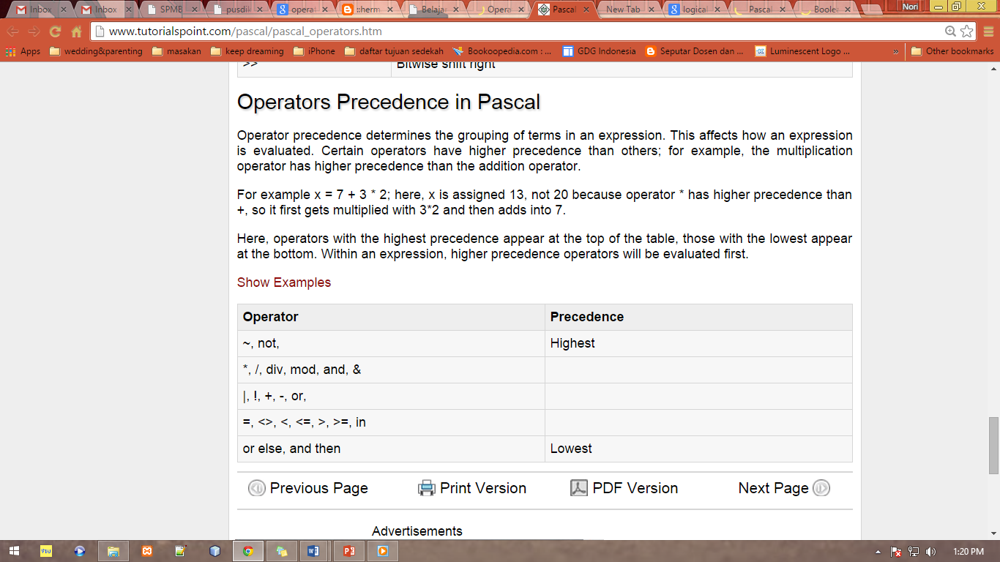 Inbox
Inbox
SPMB
pusdik
operat
::herm
Belaja
Opera
Pascal
New Tab
logical
Pascal
Boolea
Nori
www.tutorialspoint.com/pascal/pascal_operators.htm
Apps wedding&parenting masakan keep dreaming iPhone daftar tujuan sedekah Bookoopedia.com : ... GDG Indonesia Seputar Dosen dan ... Luminescent Logo ... » Other bookmarks
>> Bitwise shift right
Operators Precedence in Pascal
Operator precedence determines the grouping of terms in an expression. This affects how an expression
is evaluated. Certain operators have higher precedence than others; for example, the multiplication
operator has higher precedence than the addition operator.
For example x = 7 + 3 * 2; here, x is assigned 13, not 20 because operator * has higher precedence than
+, so it first gets multiplied with 3*2 and then adds into 7.
Here, operators with the highest precedence appear at the top of the table, those with the lowest appear
at the bottom. Within an expression, higher precedence operators will be evaluated first.
Show Examples
Operator Precedence
~, not, Highest
*, /, div, mod, and, &
|, !, +, -, or,
=, <>, <, <=, >, >=, in
or else, and then Lowest
Previous Page Print Version PDF Version Next Page
Advertisements
1:20 PM